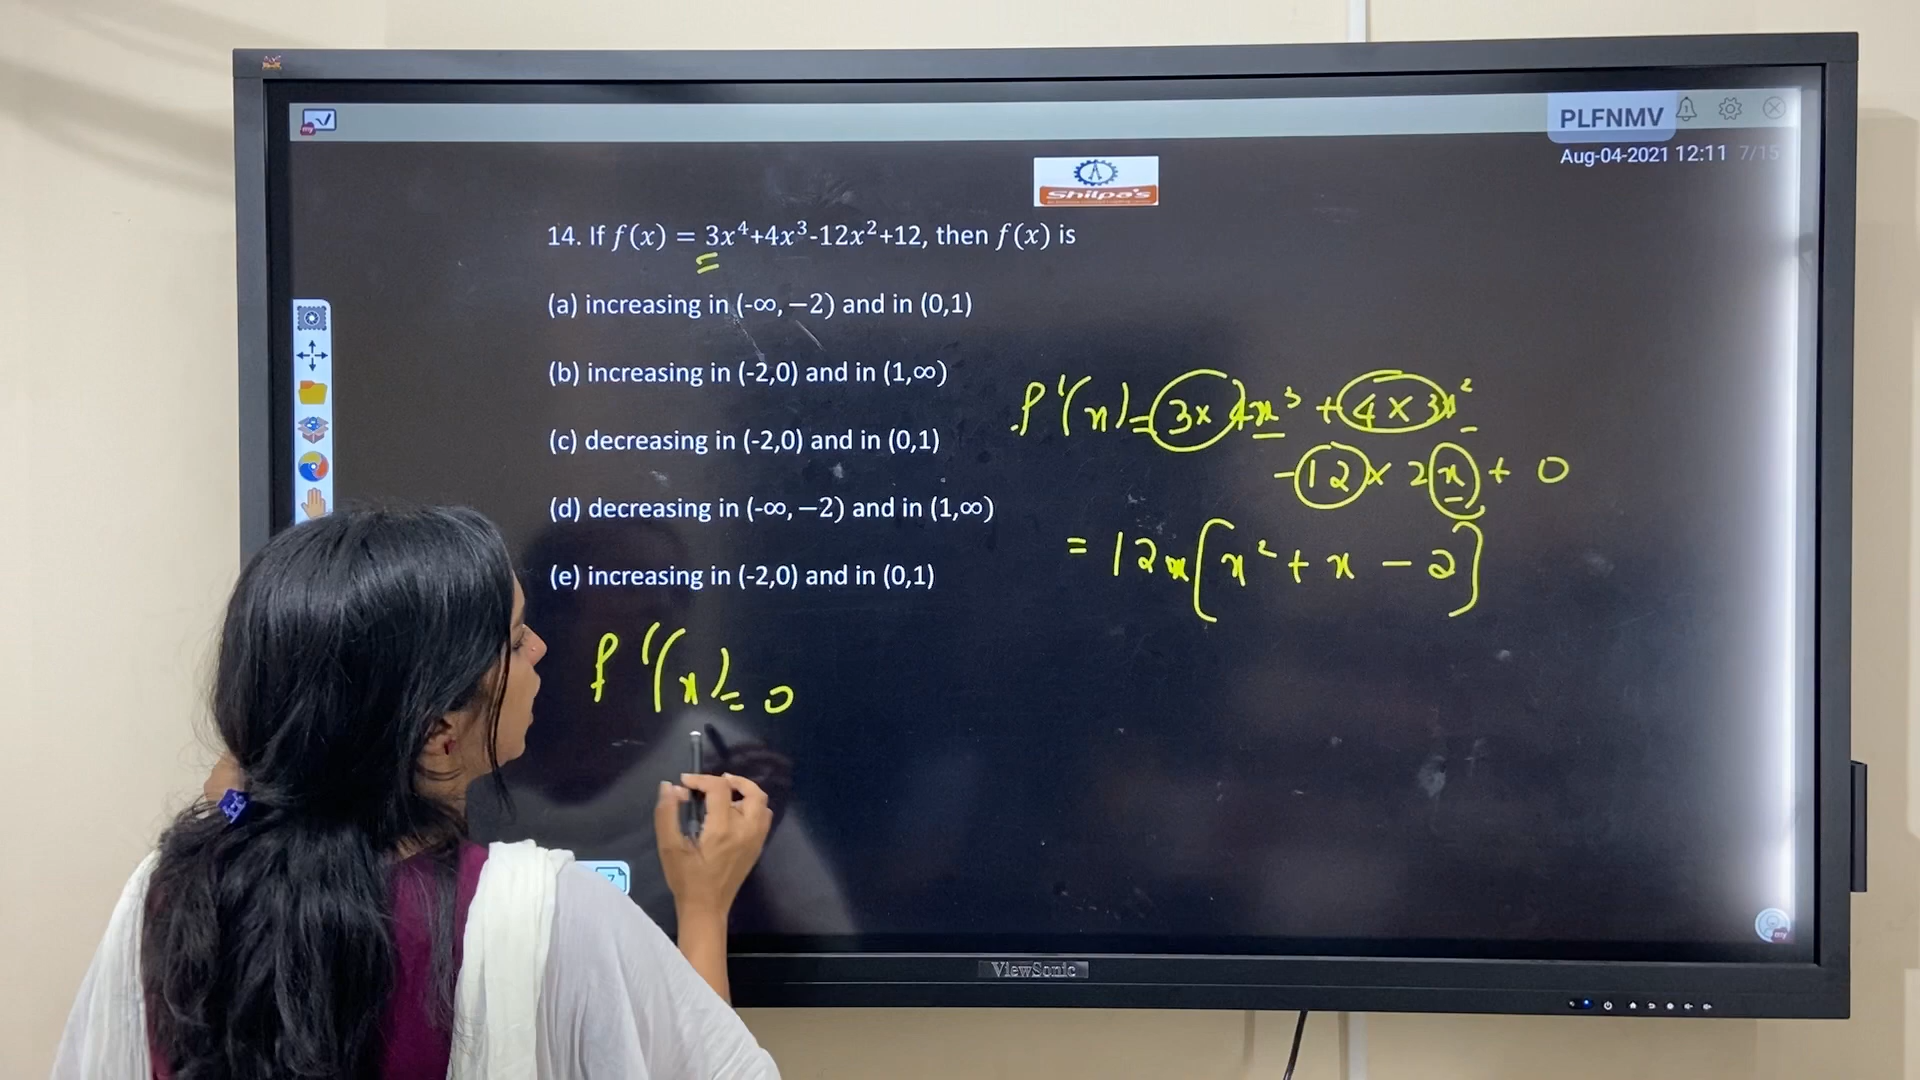 PLFNMV
Aug-04-2021 12:11 7/15
Shilpa's
14. If f(x) = 3x⁴+4x³-12x²+12, then f(x) is
(a) increasing in (-∞, −2) and in (0,1)
(b) increasing in (-2,0) and in (1,∞)
(c) decreasing in (-2,0) and in (0,1)
(d) decreasing in (-∞, −2) and in (1,∞)
(e) increasing in (-2,0) and in (0,1)
f'(x) = 3x 4x³ + 4 x 3x²
-12 x 2x + 0
= 12x [x² + x - 2]
f'(x) = 0
ViewSonic